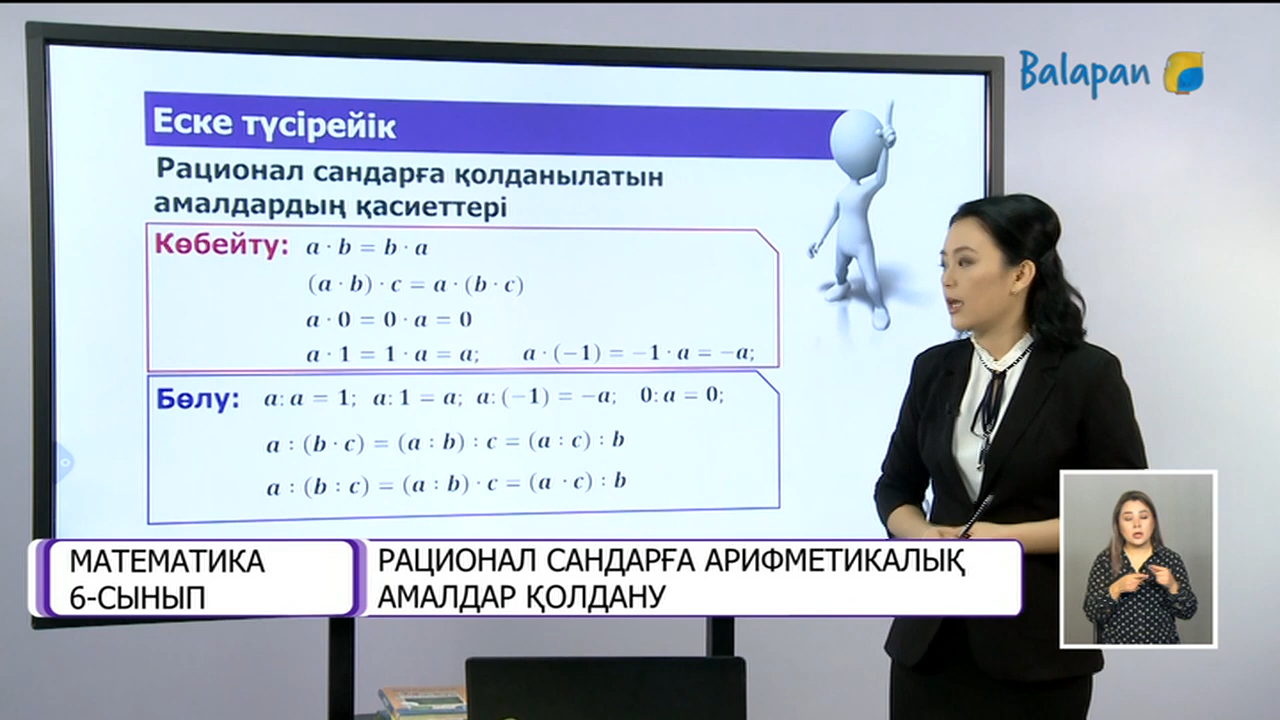 Balapan
Еске түсірейік
Рационал сандарға қолданылатын
амалдардың қасиеттері
Көбейту: a · b = b · a
(a · b) · c = a · (b · c)
a · 0 = 0 · a = 0
a · 1 = 1 · a = a; a · (−1) = −1 · a = −a;
Бөлу: a: a = 1; a: 1 = a; a: (−1) = −a; 0: a = 0;
a : (b · c) = (a : b) : c = (a : c) : b
a : (b : c) = (a : b) · c = (a · c) : b
МАТЕМАТИКА
6-СЫНЫП
РАЦИОНАЛ САНДАРҒА АРИФМЕТИКАЛЫҚ
АМАЛДАР ҚОЛДАНУ